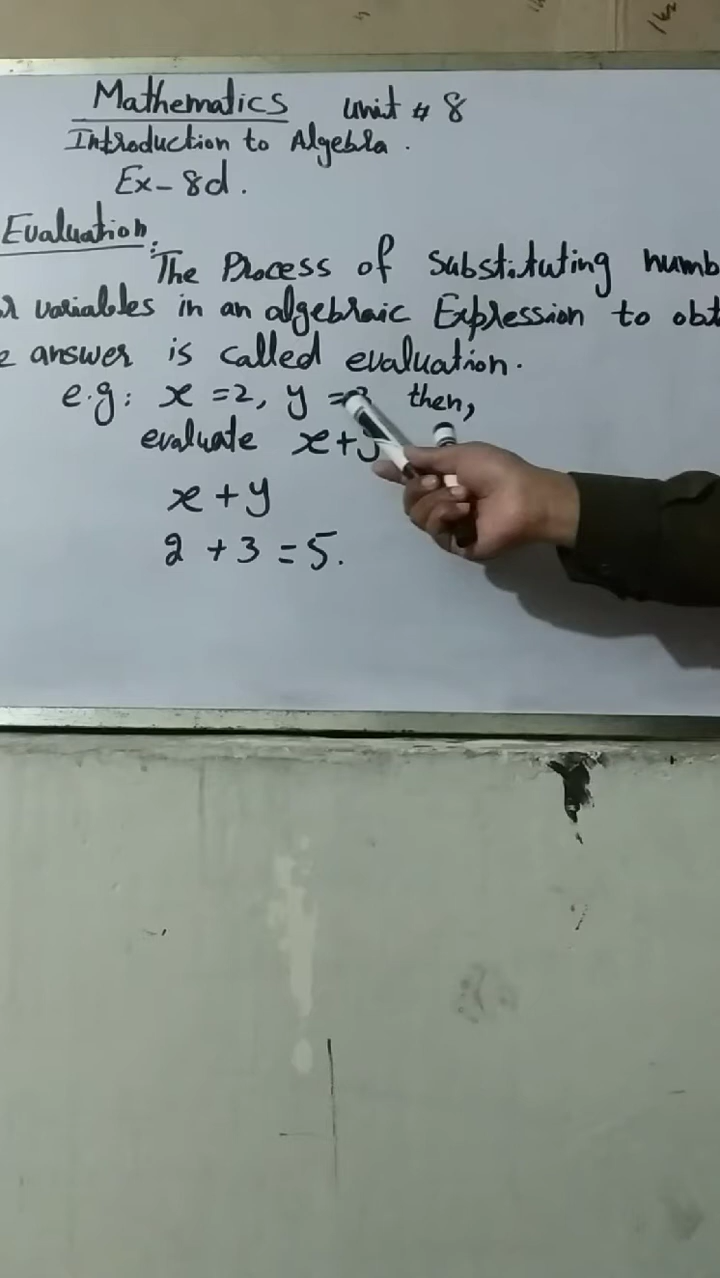 Mathematics unit # 8
Introduction to Algebra.
Ex-8d.
Evaluation:
The Process of substituting numb
variables in an algebraic Expression to obt
answer is called evaluation.
e.g: x = 2, y = then,
evaluate x + y
x + y
2 + 3 = 5.